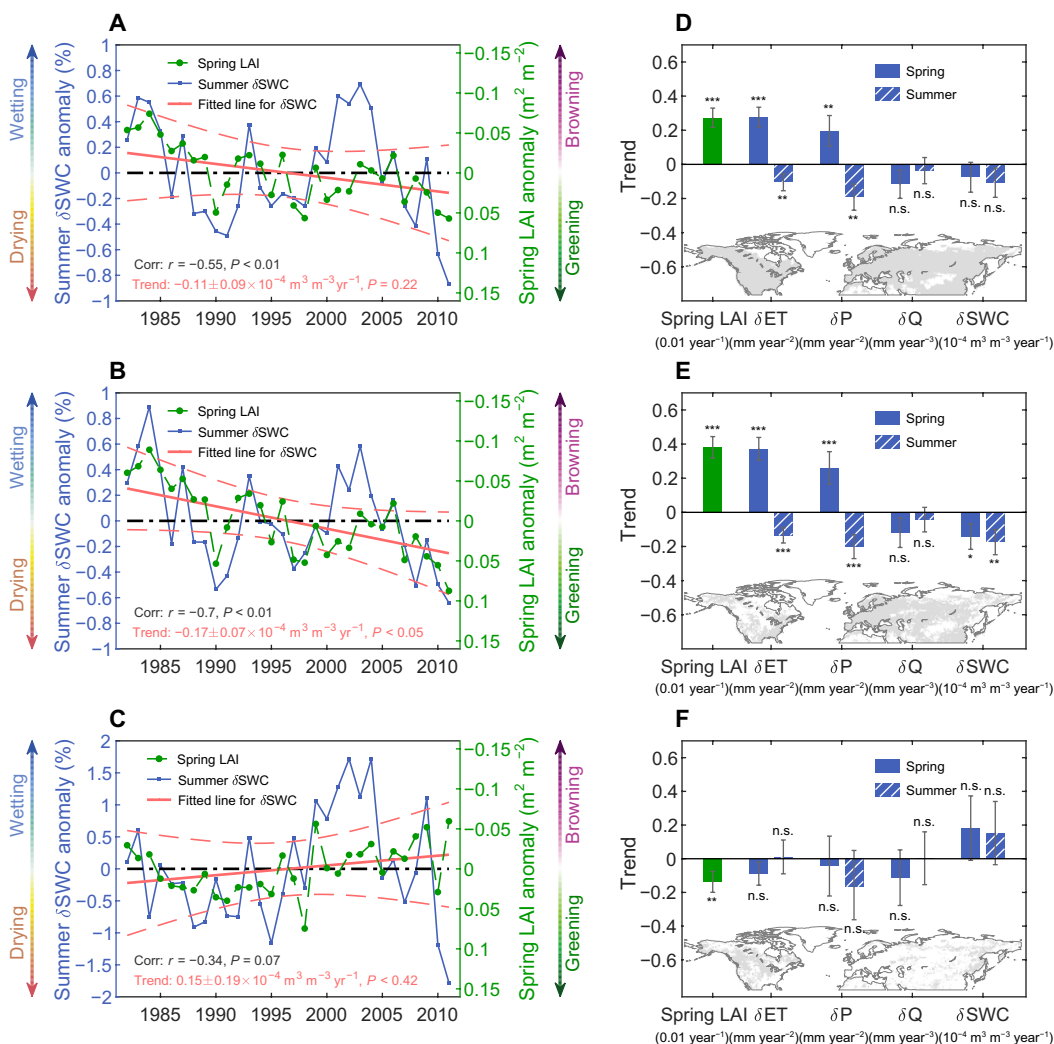 A
Wetting
Drying
Summer δSWC anomaly (%)
1
0.8
0.6
0.4
0.2
0
−0.2
−0.4
−0.6
−0.8
−1
Spring LAI
Summer δSWC
Fitted line for δSWC
Corr: r = −0.55, P < 0.01
Trend: −0.11±0.09×10⁻⁴ m³ m⁻³yr⁻¹, P = 0.22
1985 1990 1995 2000 2005 2010
−0.15
−0.1
−0.05
0
0.05
0.1
0.15
Spring LAI anomaly (m² m⁻²)
Browning
Greening
D
Trend
0.6
0.4
0.2
0
−0.2
−0.4
−0.6
Spring
Summer
*** *** **
** ** n.s. n.s. n.s. n.s.
Spring LAI δET δP δQ δSWC
(0.01 year⁻¹)(mm year⁻²)(mm year⁻²)(mm year⁻³)(10⁻⁴ m³ m⁻³ year⁻¹)
B
Wetting
Drying
Summer δSWC anomaly (%)
1
0.8
0.6
0.4
0.2
0
−0.2
−0.4
−0.6
−0.8
−1
Spring LAI
Summer δSWC
Fitted line for δSWC
Corr: r = −0.7, P < 0.01
Trend: −0.17±0.07×10⁻⁴ m³ m⁻³ yr⁻¹, P < 0.05
1985 1990 1995 2000 2005 2010
−0.15
−0.1
−0.05
0
0.05
0.1
0.15
Spring LAI anomaly (m² m⁻²)
Browning
Greening
E
Trend
0.6
0.4
0.2
0
−0.2
−0.4
−0.6
Spring
Summer
*** *** ***
*** *** n.s. n.s. * **
Spring LAI δET δP δQ δSWC
(0.01 year⁻¹)(mm year⁻²)(mm year⁻²)(mm year⁻³)(10⁻⁴ m³ m⁻³ year⁻¹)
C
Wetting
Drying
Summer δSWC anomaly (%)
2
1.5
1
0.5
0
−0.5
−1
−1.5
−2
Spring LAI
Summer δSWC
Fitted line for δSWC
Corr: r = −0.34, P = 0.07
Trend: 0.15±0.19×10⁻⁴ m³ m⁻³ yr⁻¹, P < 0.42
1985 1990 1995 2000 2005 2010
−0.15
−0.1
−0.05
0
0.05
0.1
0.15
Spring LAI anomaly (m² m⁻²)
Browning
Greening
F
Trend
0.6
0.4
0.2
0
−0.2
−0.4
−0.6
Spring
Summer
n.s. n.s. n.s. n.s.
** n.s. n.s. n.s. n.s.
Spring LAI δET δP δQ δSWC
(0.01 year⁻¹)(mm year⁻²)(mm year⁻²)(mm year⁻³)(10⁻⁴ m³ m⁻³ year⁻¹)